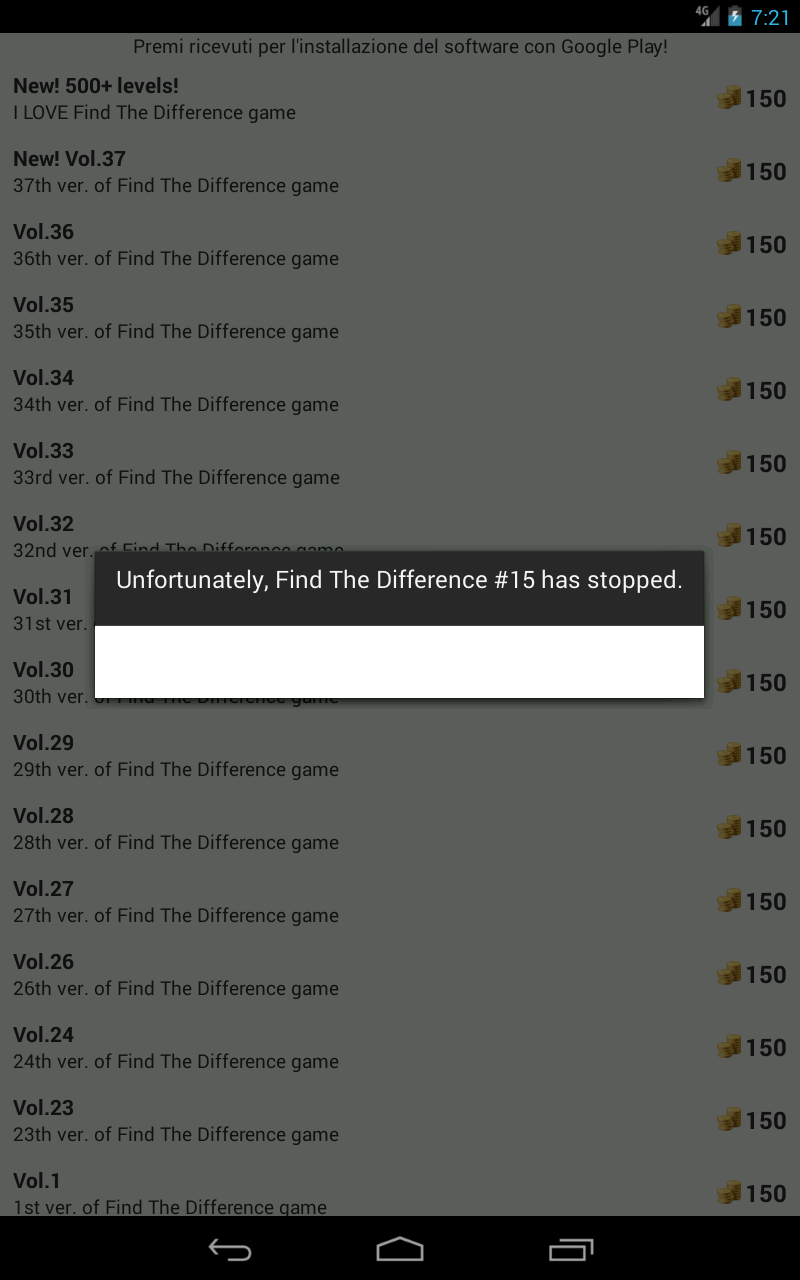 4G 7:21
Premi ricevuti per l'installazione del software con Google Play!
New! 500+ levels!
I LOVE Find The Difference game
150
New! Vol.37
37th ver. of Find The Difference game
150
Vol.36
36th ver. of Find The Difference game
150
Vol.35
35th ver. of Find The Difference game
150
Vol.34
34th ver. of Find The Difference game
150
Vol.33
33rd ver. of Find The Difference game
150
Vol.32
32nd ver. of Find The Difference game
150
Unfortunately, Find The Difference #15 has stopped.
Vol.31
31st ver.
150
Vol.30
30th ver. of Find The Difference game
150
Vol.29
29th ver. of Find The Difference game
150
Vol.28
28th ver. of Find The Difference game
150
Vol.27
27th ver. of Find The Difference game
150
Vol.26
26th ver. of Find The Difference game
150
Vol.24
24th ver. of Find The Difference game
150
Vol.23
23th ver. of Find The Difference game
150
Vol.1
1st ver. of Find The Difference game
150